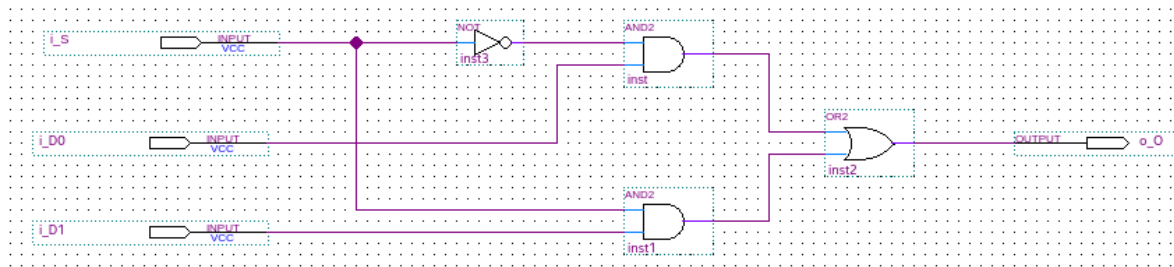 i_S
INPUT
VCC
NOT
inst3
AND2
inst
i_D0
INPUT
VCC
OR2
inst2
OUTPUT
o_O
i_D1
INPUT
VCC
AND2
inst1